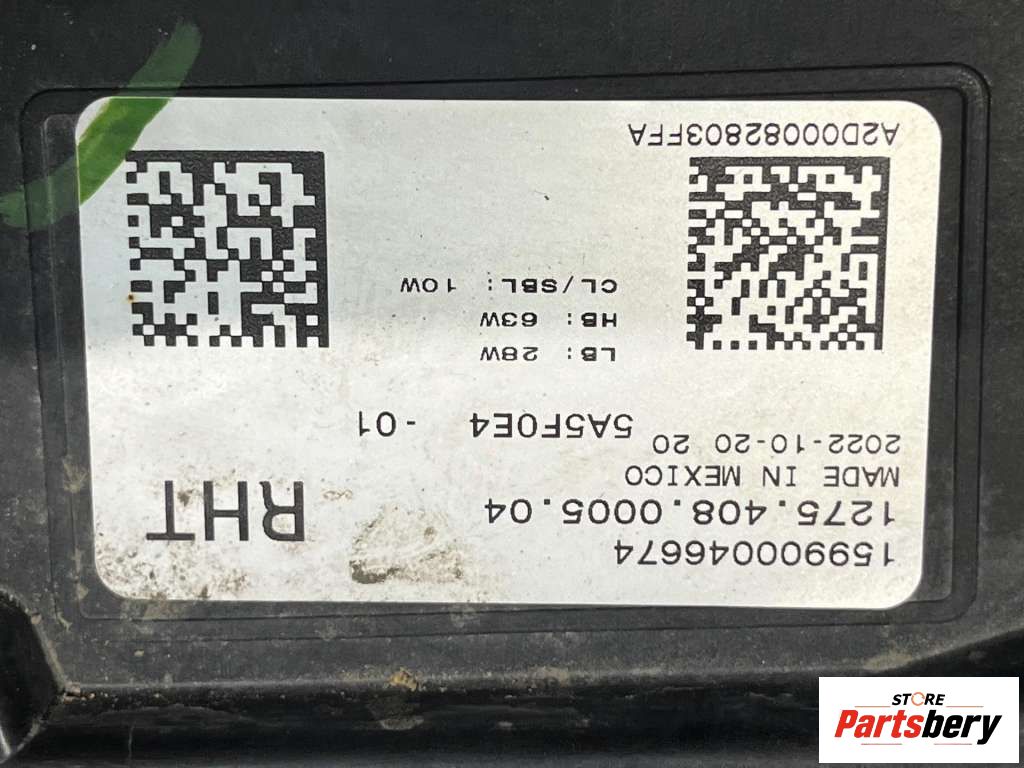 15990046674
1275.408.0005.04
RHT
MADE IN MEXICO
2022-10-20 20
5A5F0E4 -01
LB: 28W
HB: 63W
CL/SBL: 10W
A2D00082803FFA
STORE
Partsbery